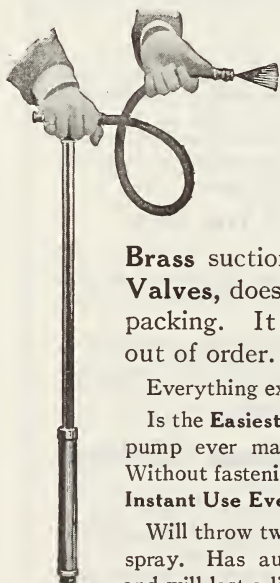 Brass suction
Valves, does
packing. It
out of order.
Everything ex
Is the Easiest
pump ever ma
Without fasteni
Instant Use Eve
Will throw tw
spray. Has au